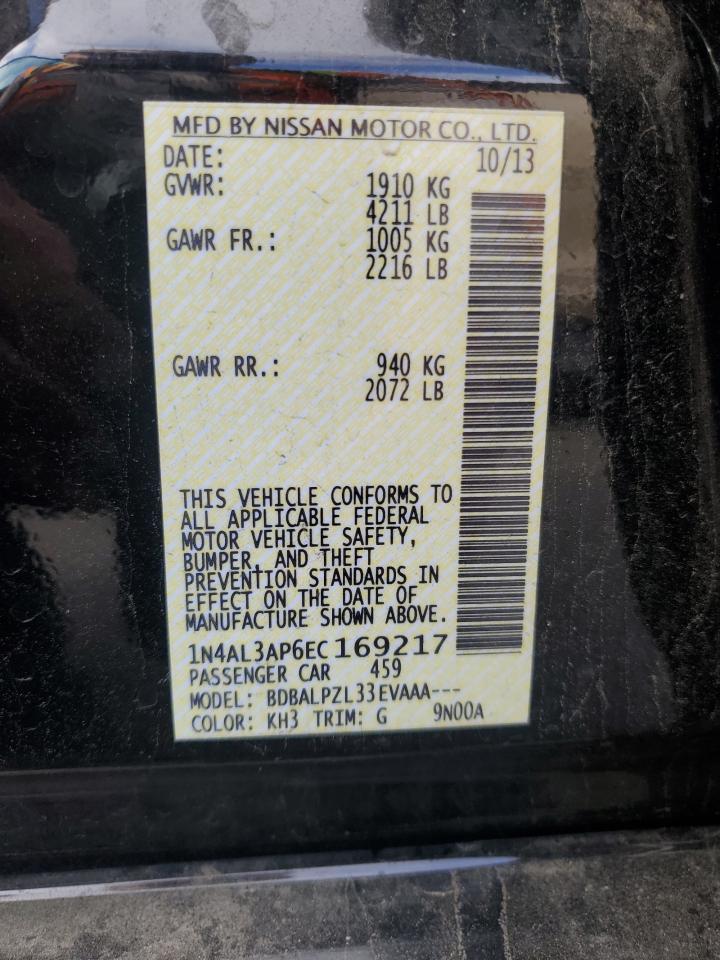 MFD BY NISSAN MOTOR CO., LTD.
DATE: 10/13
GVWR: 1910 KG
4211 LB
GAWR FR.: 1005 KG
2216 LB
GAWR RR.: 940 KG
2072 LB
THIS VEHICLE CONFORMS TO
ALL APPLICABLE FEDERAL
MOTOR VEHICLE SAFETY,
BUMPER, AND THEFT
PREVENTION STANDARDS IN
EFFECT ON THE DATE OF
MANUFACTURE SHOWN ABOVE.
1N4AL3AP6EC169217
PASSENGER CAR 459
MODEL: BDBALPZL33EVAAA---
COLOR: KH3 TRIM: G 9N00A